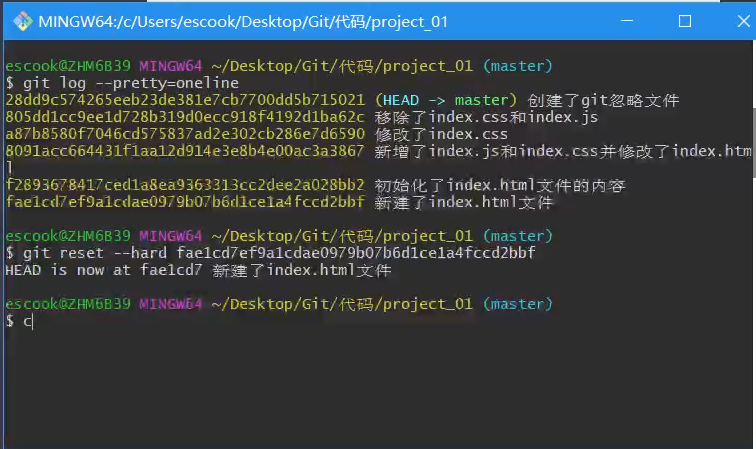 MINGW64:/c/Users/escook/Desktop/Git/代码/project_01
escook@ZHM6B39 MINGW64 ~/Desktop/Git/代码/project_01 (master)
$ git log --pretty=oneline
28dd9c574265eeb23de381e7cb7700dd5b715021 (HEAD -> master) 创建了git忽略文件
805dd1cc9ee1d728b319d0ecc918f4192d1ba62c 移除了index.css和index.js
a87b8580f7046cd575837ad2e302cb286e7d6590 修改了index.css
8091acc664431f1aa12d914e3e8b4e00ac3a3867 新增了index.js和index.css并修改了index.htm
l
f2893678417ced1a8ea9363313cc2dee2a028bb2 初始化了index.html文件的内容
fae1cd7ef9a1cdae0979b07b6d1ce1a4fccd2bbf 新建了index.html文件
escook@ZHM6B39 MINGW64 ~/Desktop/Git/代码/project_01 (master)
$ git reset --hard fae1cd7ef9a1cdae0979b07b6d1ce1a4fccd2bbf
HEAD is now at fae1cd7 新建了index.html文件
escook@ZHM6B39 MINGW64 ~/Desktop/Git/代码/project_01 (master)
$ c